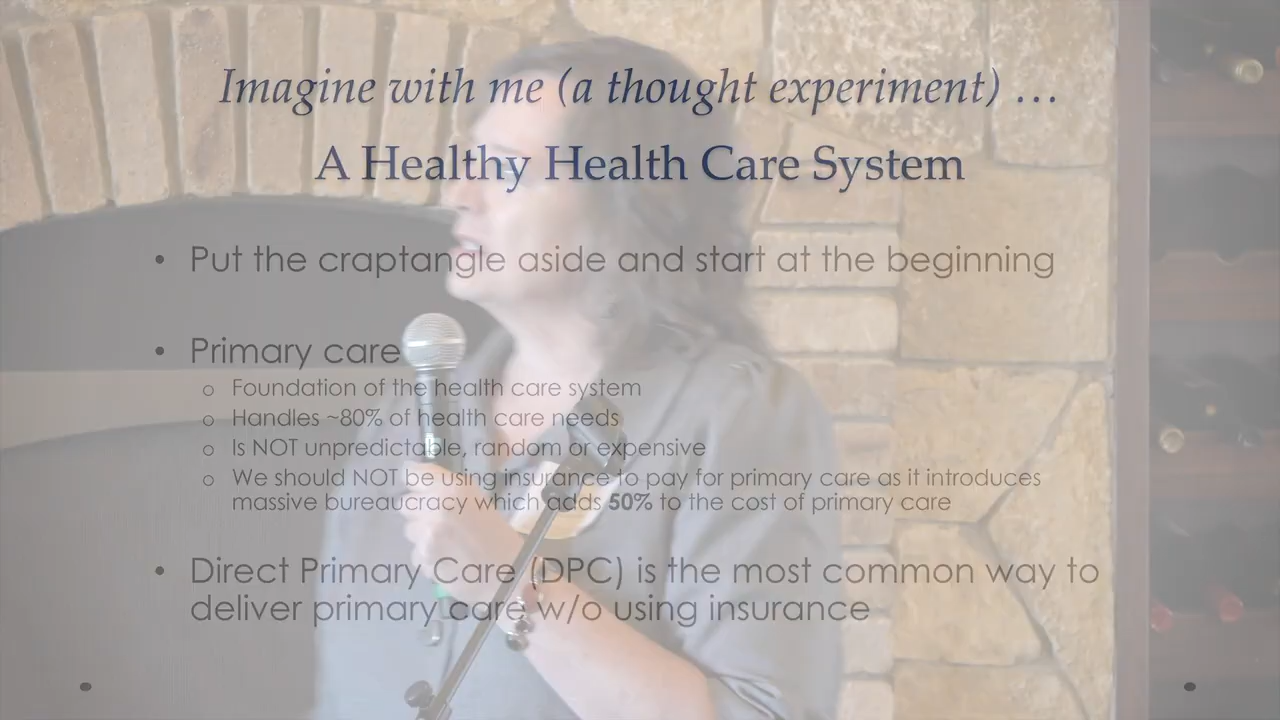 Imagine with me (a thought experiment) …
A Healthy Health Care System
• Put the craptangle aside and start at the beginning
• Primary care
o Foundation of the health care system
o Handles ~80% of health care needs
o Is NOT unpredictable, random or expensive
o We should NOT be using insurance to pay for primary care as it introduces
massive bureaucracy which adds 50% to the cost of primary care
• Direct Primary Care (DPC) is the most common way to
deliver primary care w/o using insurance